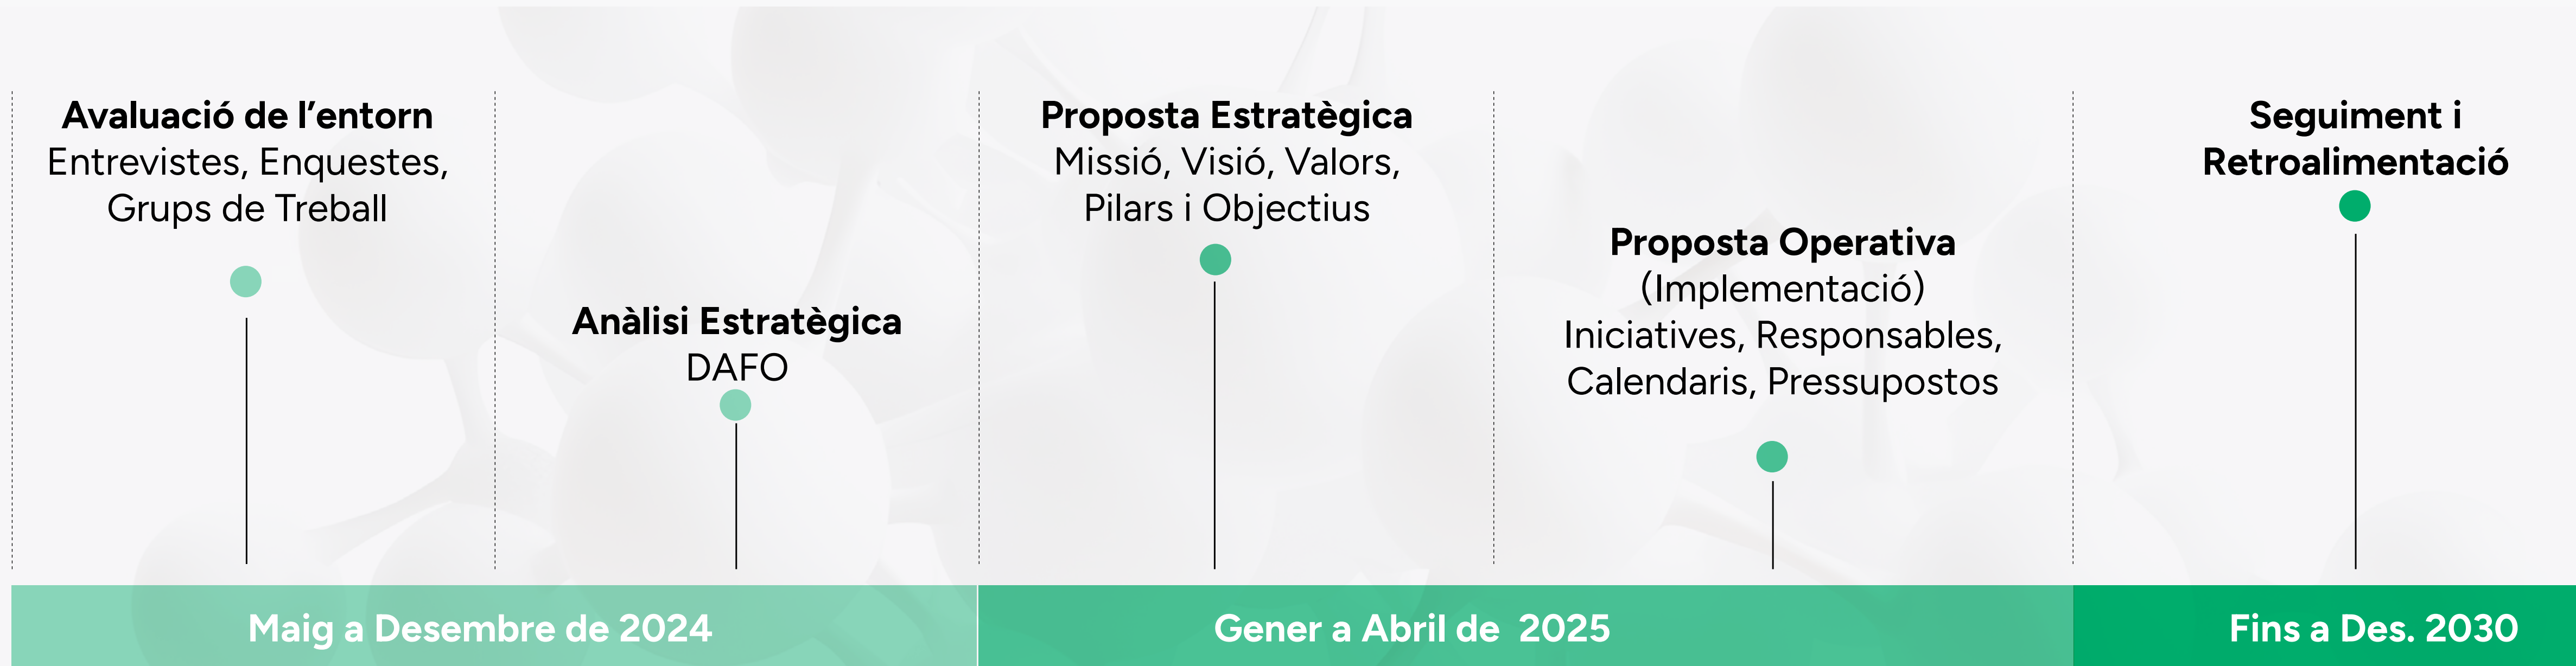 Avaluació de l’entorn
Entrevistes, Enquestes,
Grups de Treball
Anàlisi Estratègica
DAFO
Proposta Estratègica
Missió, Visió, Valors,
Pilars i Objectius
Proposta Operativa
(Implementació)
Iniciatives, Responsables,
Calendaris, Pressupostos
Seguiment i
Retroalimentació
Maig a Desembre de 2024
Gener a Abril de 2025
Fins a Des. 2030